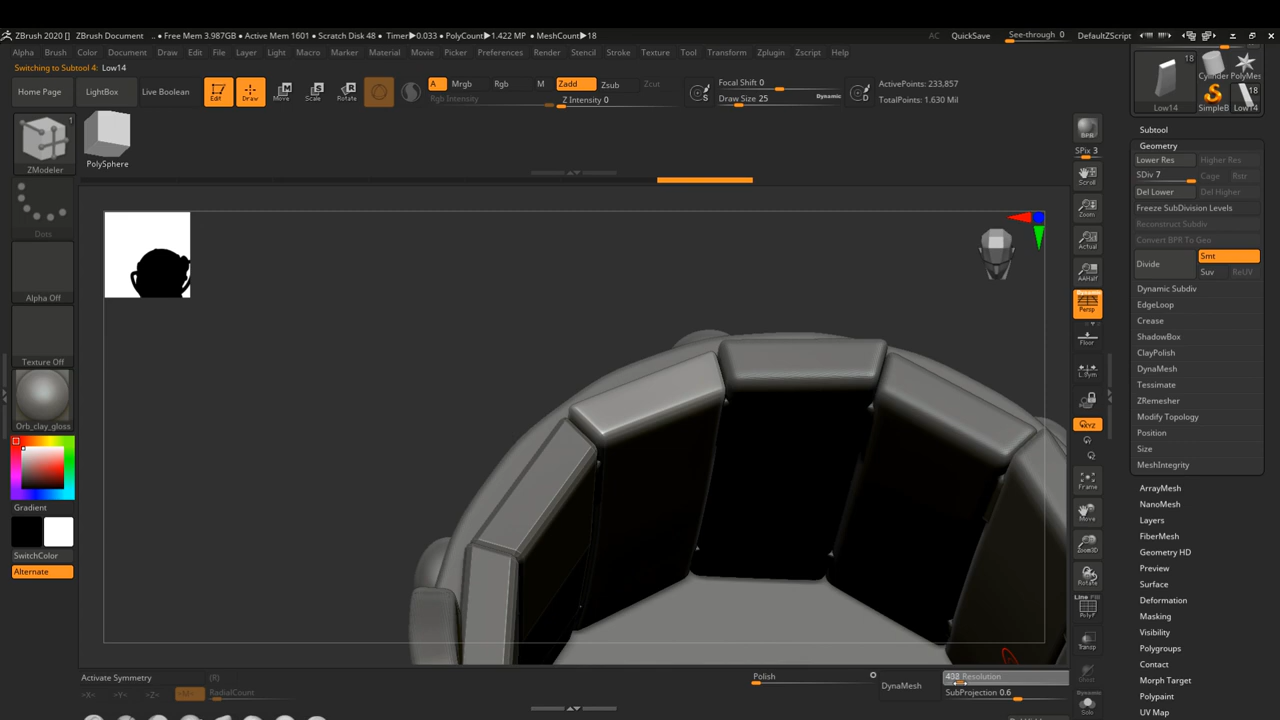 ZBrush 2020 [] ZBrush Document .. • Free Mem 3.987GB • Active Mem 1601 • Scratch Disk 48 • Timer▶0.033 • PolyCount▶1.422 MP • MeshCount▶18 AC QuickSave See-through 0 DefaultZScript
Alpha Brush Color Document Draw Edit File Layer Light Macro Marker Material Movie Picker Preferences Render Stencil Stroke Texture Tool Transform Zplugin Zscript Help
Switching to Subtool 4: Low14
Home Page LightBox Live Boolean Edit Draw Move Scale Rotate A Mrgb Rgb M Zadd Zsub Zcut
Rgb Intensity Z Intensity 0
Focal Shift 0
Draw Size 25 Dynamic
S D
ActivePoints: 233,857
TotalPoints: 1.630 Mil
1
ZModeler
PolySphere
Dots
Alpha Off
Texture Off
Orb_clay_gloss
Gradient
SwitchColor
Alternate
BPR
SPix 3
Scroll
Zoom
Actual
AAHalf
Dynamic
Persp
Floor
L.Sym
XYZ
Frame
Move
Zoom3D
Rotate
Line Fill
PolyF
Transp
Ghost
Dynamic
Solo
18
Low14
Cylinder
PolyMes
SimpleB
18
Low14
Subtool
Geometry
Lower Res Higher Res
SDiv 7 Cage Rstr
Del Lower Del Higher
Freeze SubDivision Levels
Reconstruct Subdiv
Convert BPR To Geo
Divide Smt
Suv ReUV
Dynamic Subdiv
EdgeLoop
Crease
ShadowBox
ClayPolish
DynaMesh
Tessimate
ZRemesher
Modify Topology
Position
Size
MeshIntegrity
ArrayMesh
NanoMesh
Layers
FiberMesh
Geometry HD
Preview
Surface
Deformation
Masking
Visibility
Polygroups
Contact
Morph Target
Polypaint
UV Map
Activate Symmetry (R)
>X< >Y< >Z< >M< RadialCount
Polish
DynaMesh
Resolution
SubProjection 0.6